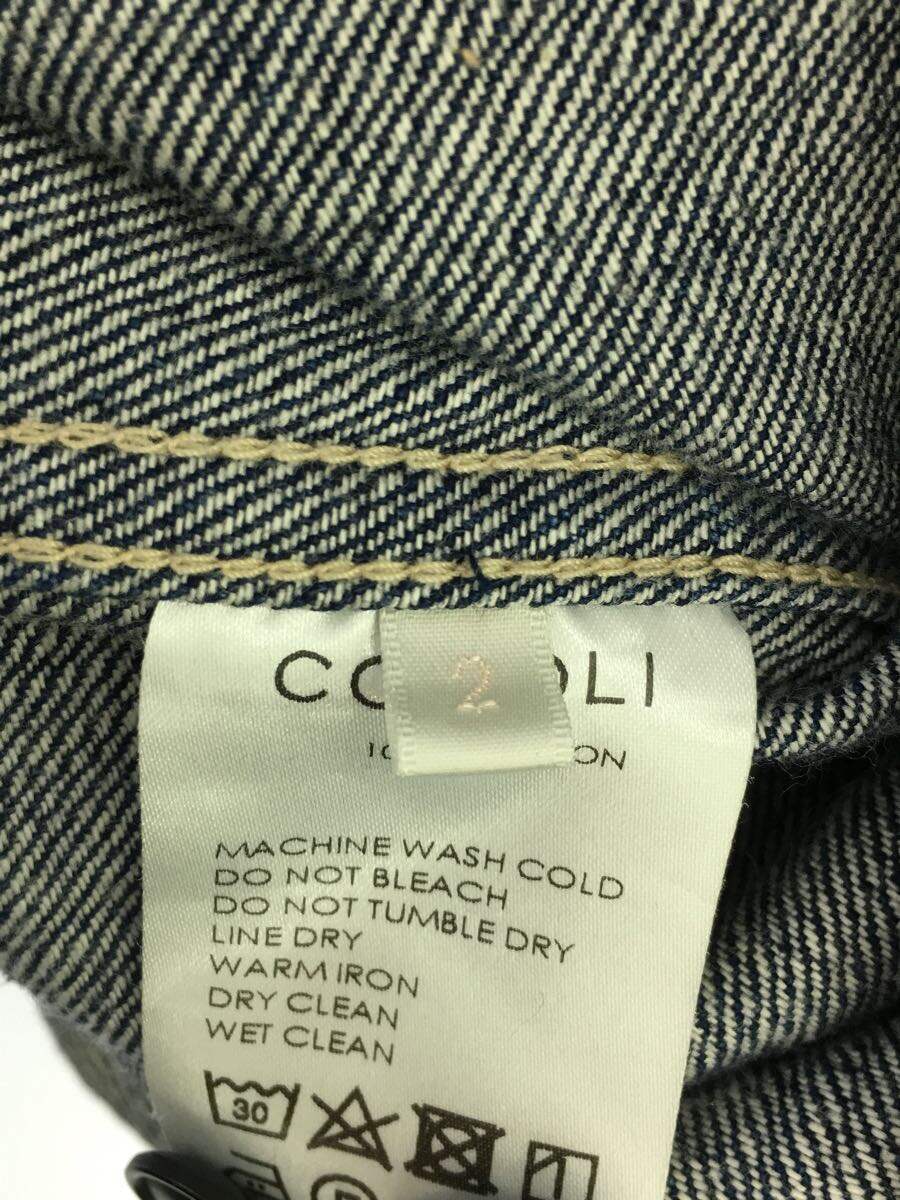 2
MACHINE WASH COLD
DO NOT BLEACH
DO NOT TUMBLE DRY
LINE DRY
WARM IRON
DRY CLEAN
WET CLEAN
30